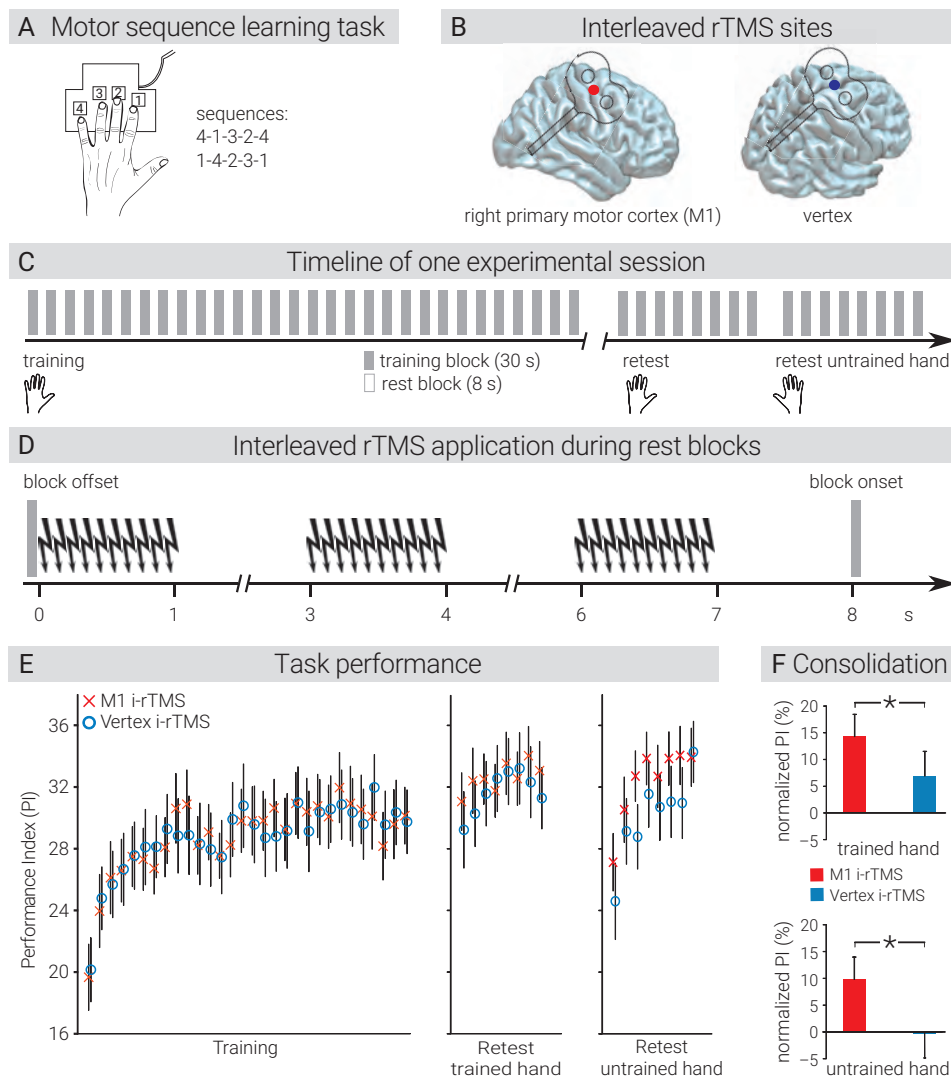 A Motor sequence learning task
4
3
2
1
sequences:
4-1-3-2-4
1-4-2-3-1
B Interleaved rTMS sites
right primary motor cortex (M1)
vertex
C Timeline of one experimental session
training
training block (30 s)
rest block (8 s)
retest
retest untrained hand
D Interleaved rTMS application during rest blocks
block offset
block onset
0 1 3 4 6 7 8 s
E Task performance
M1 i-rTMS
Vertex i-rTMS
Performance Index (PI)
36
32
28
24
20
16
Training
Retest
trained hand
Retest
untrained hand
F Consolidation
normalized PI (%)
20
15
10
5
0
−5
*
trained hand
M1 i-rTMS
Vertex i-rTMS
normalized PI (%)
20
15
10
5
0
−5
*
untrained hand